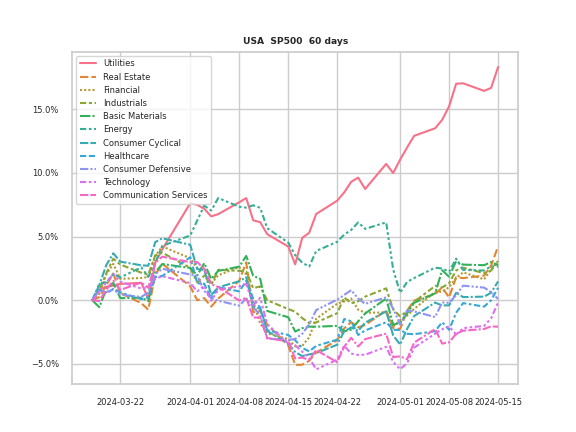 USA SP500 60 days
Utilities
Real Estate
Financial
Industrials
Basic Materials
Energy
Consumer Cyclical
Healthcare
Consumer Defensive
Technology
Communication Services
15.0%
10.0%
5.0%
0.0%
−5.0%
2024-03-22 2024-04-01 2024-04-08 2024-04-15 2024-04-22 2024-05-01 2024-05-08 2024-05-15